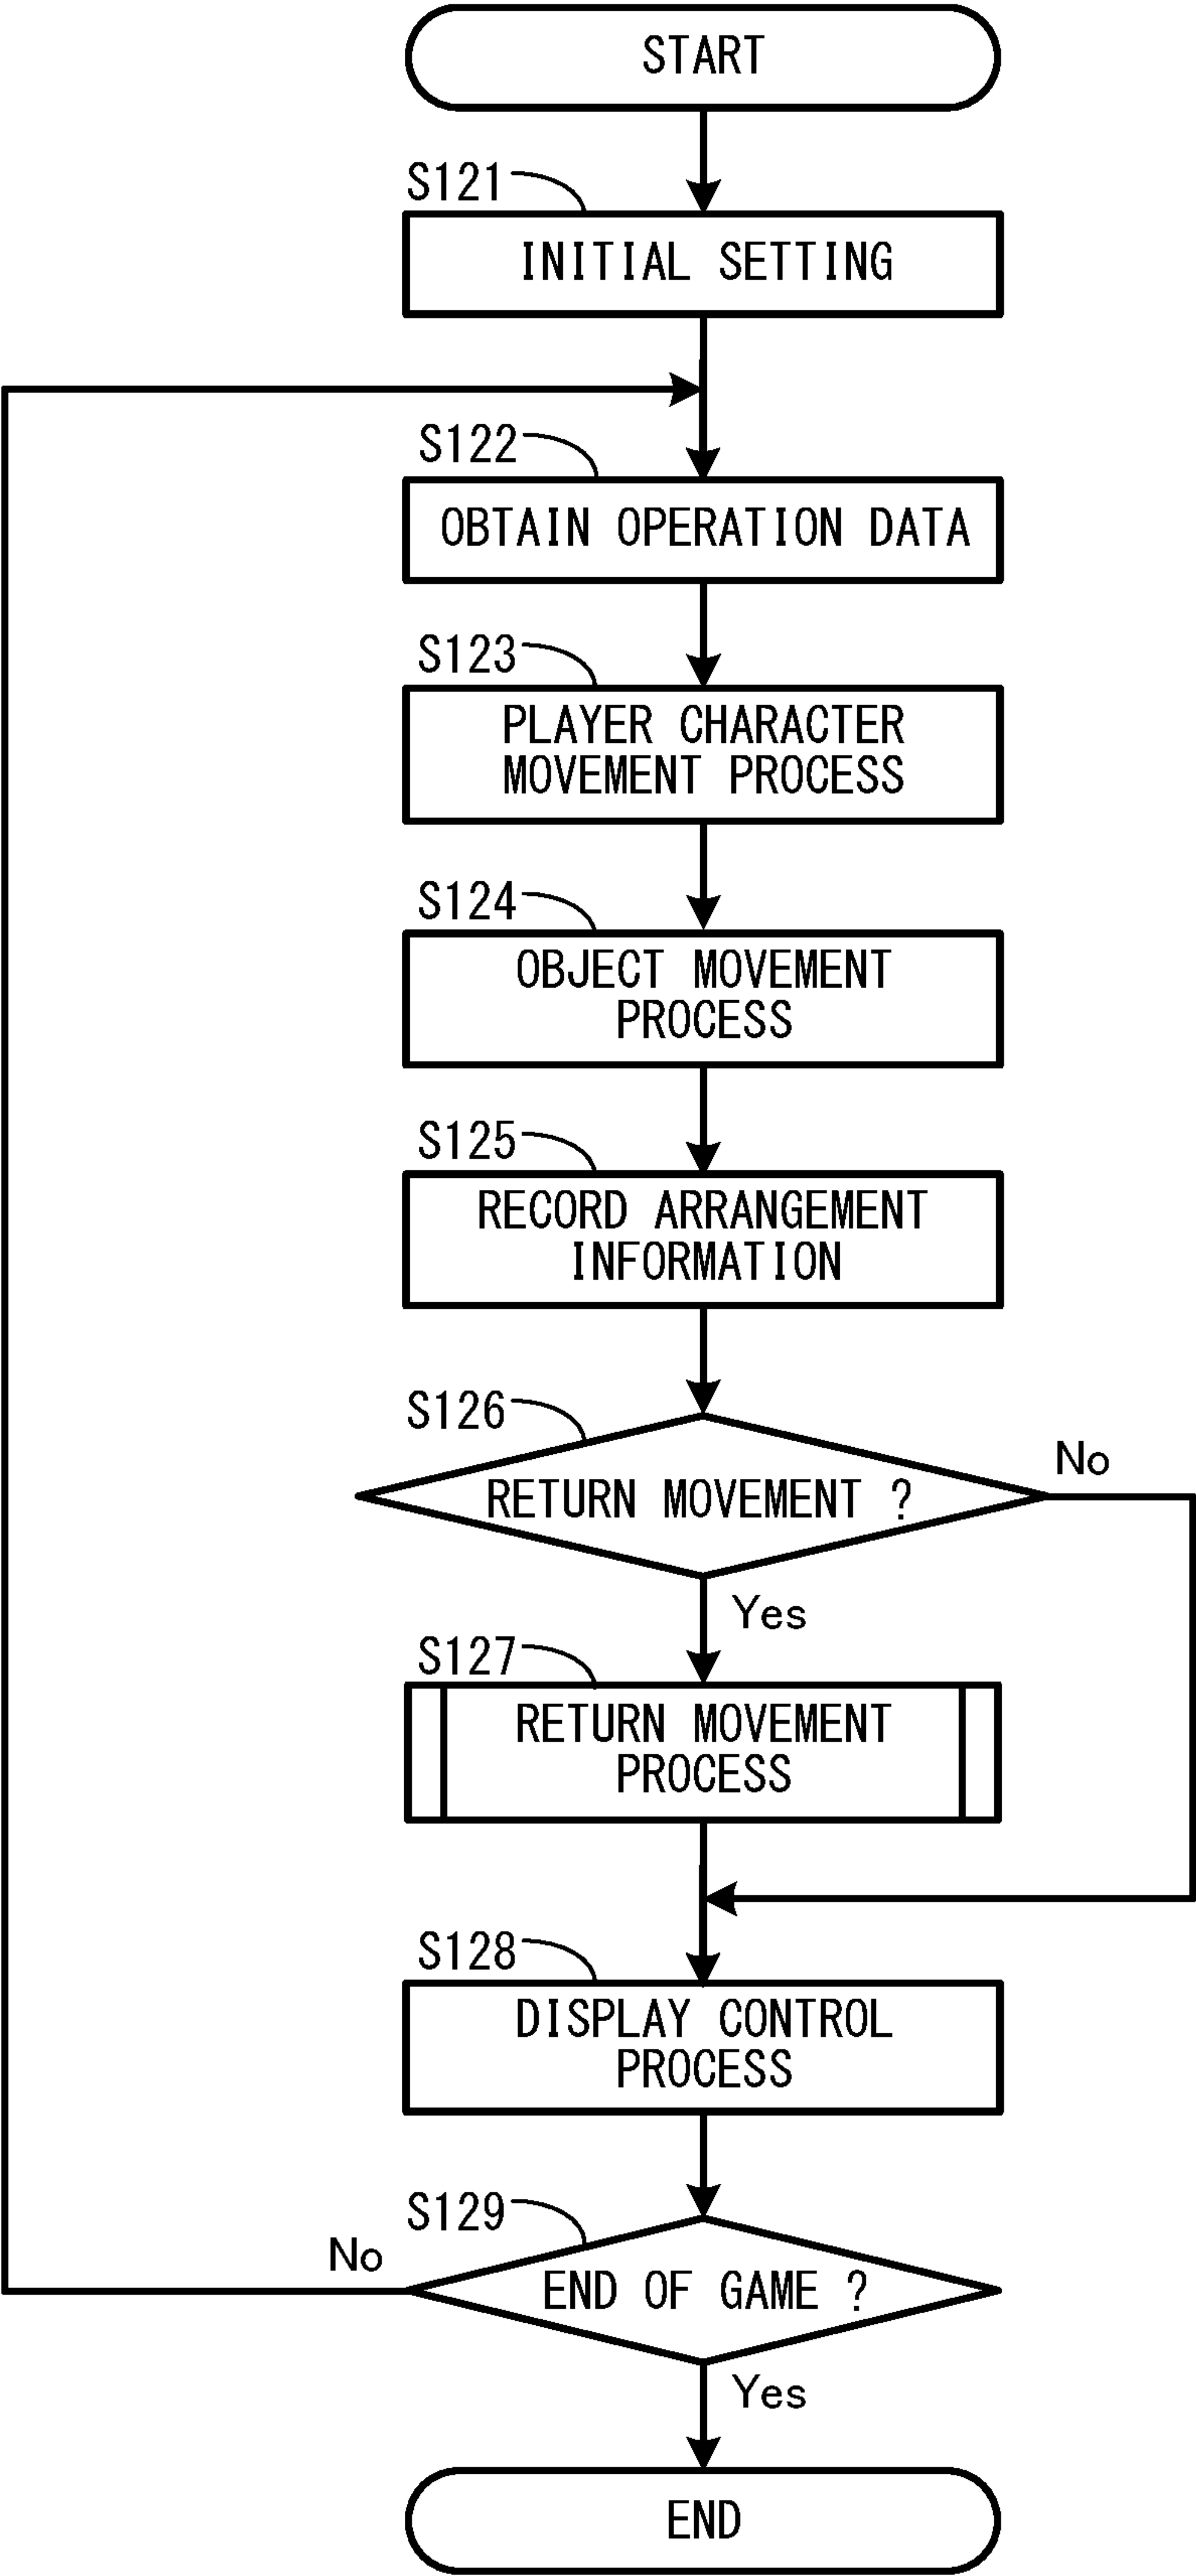 START
S121
INITIAL SETTING
S122
OBTAIN OPERATION DATA
S123
PLAYER CHARACTER
MOVEMENT PROCESS
S124
OBJECT MOVEMENT
PROCESS
S125
RECORD ARRANGEMENT
INFORMATION
S126
RETURN MOVEMENT ?
No
Yes
S127
RETURN MOVEMENT
PROCESS
S128
DISPLAY CONTROL
PROCESS
S129
No
END OF GAME ?
Yes
END